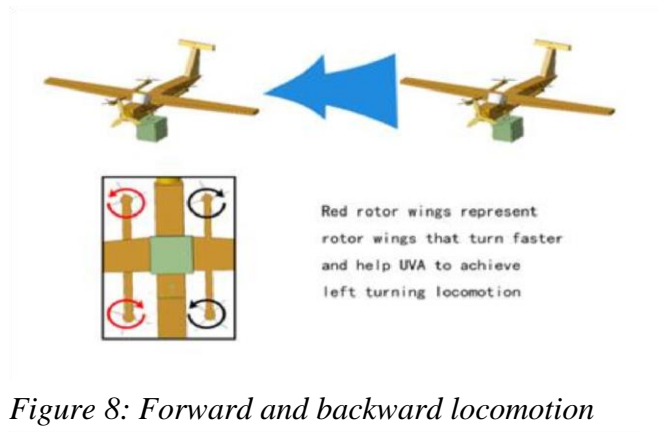 Red rotor wings represent
rotor wings that turn faster
and help UVA to achieve
left turning locomotion
Figure 8: Forward and backward locomotion